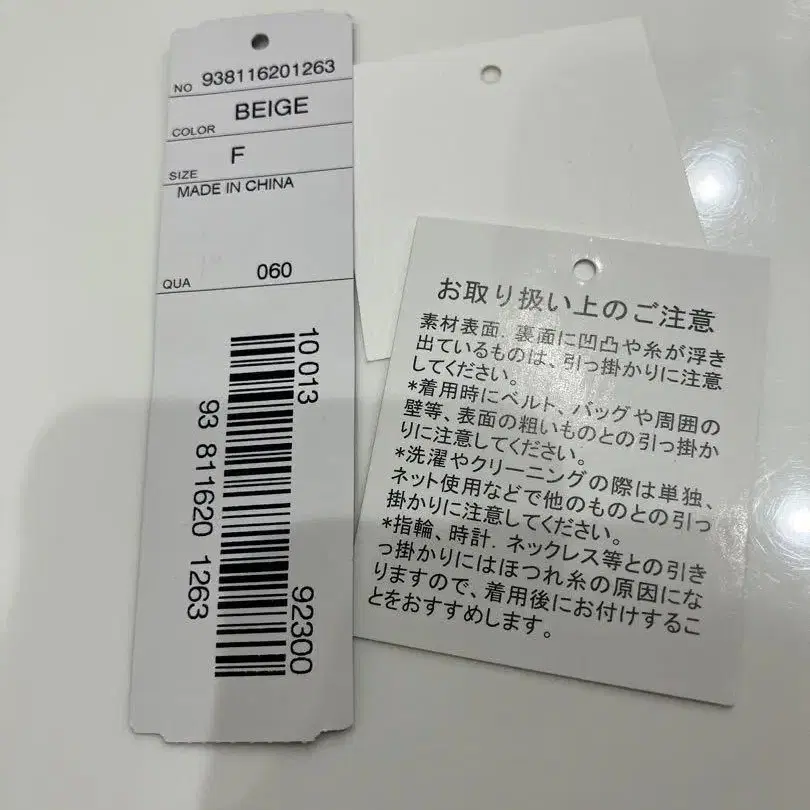 NO 938116201263
COLOR BEIGE
SIZE F
MADE IN CHINA
QUA 060
10 013
93 811620 1263
92300
お取り扱い上のご注意
素材表面、裏面に凹凸や糸が浮き
出ているものは、引っ掛かりに注意
してください。
*着用時にベルト、バッグや周囲の
壁等、表面の粗いものとの引っ掛か
りに注意してください。
*洗濯やクリーニングの際は単独、
ネット使用などで他のものとの引っ
掛かりに注意してください。
*指輪、時計、ネックレス等との引き
っ掛かりにはほつれ糸の原因にな
りますので、着用後にお付けするこ
とをおすすめします。